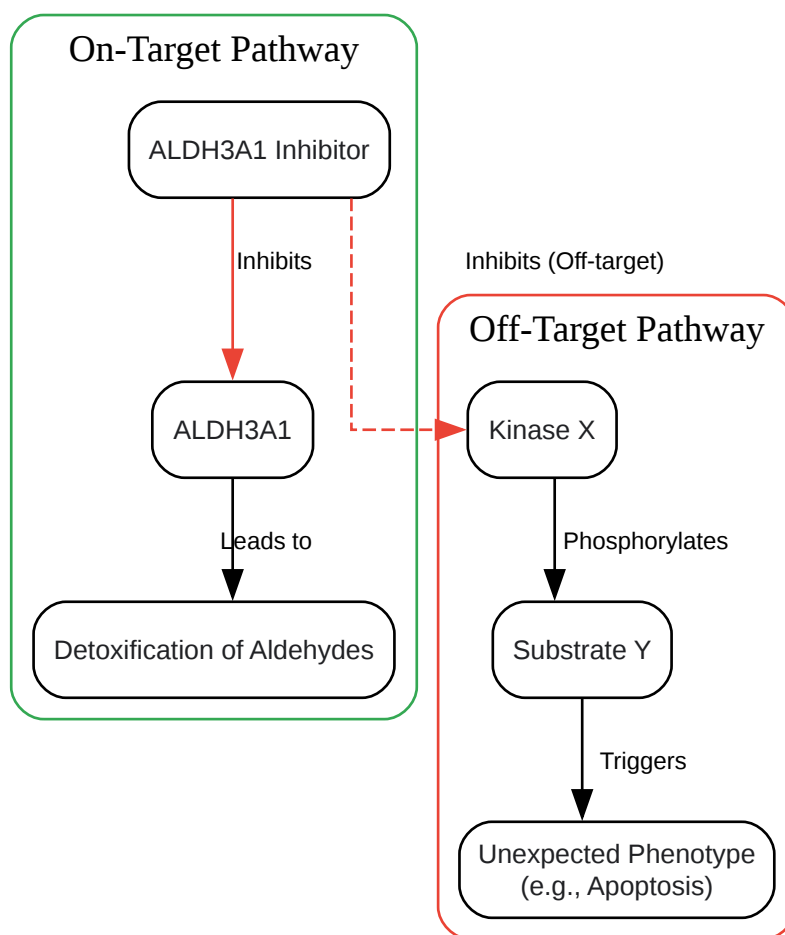 On-Target Pathway
ALDH3A1 Inhibitor
Inhibits
ALDH3A1
Leads to
Detoxification of Aldehydes
Inhibits (Off-target)
Off-Target Pathway
Kinase X
Phosphorylates
Substrate Y
Triggers
Unexpected Phenotype
(e.g., Apoptosis)